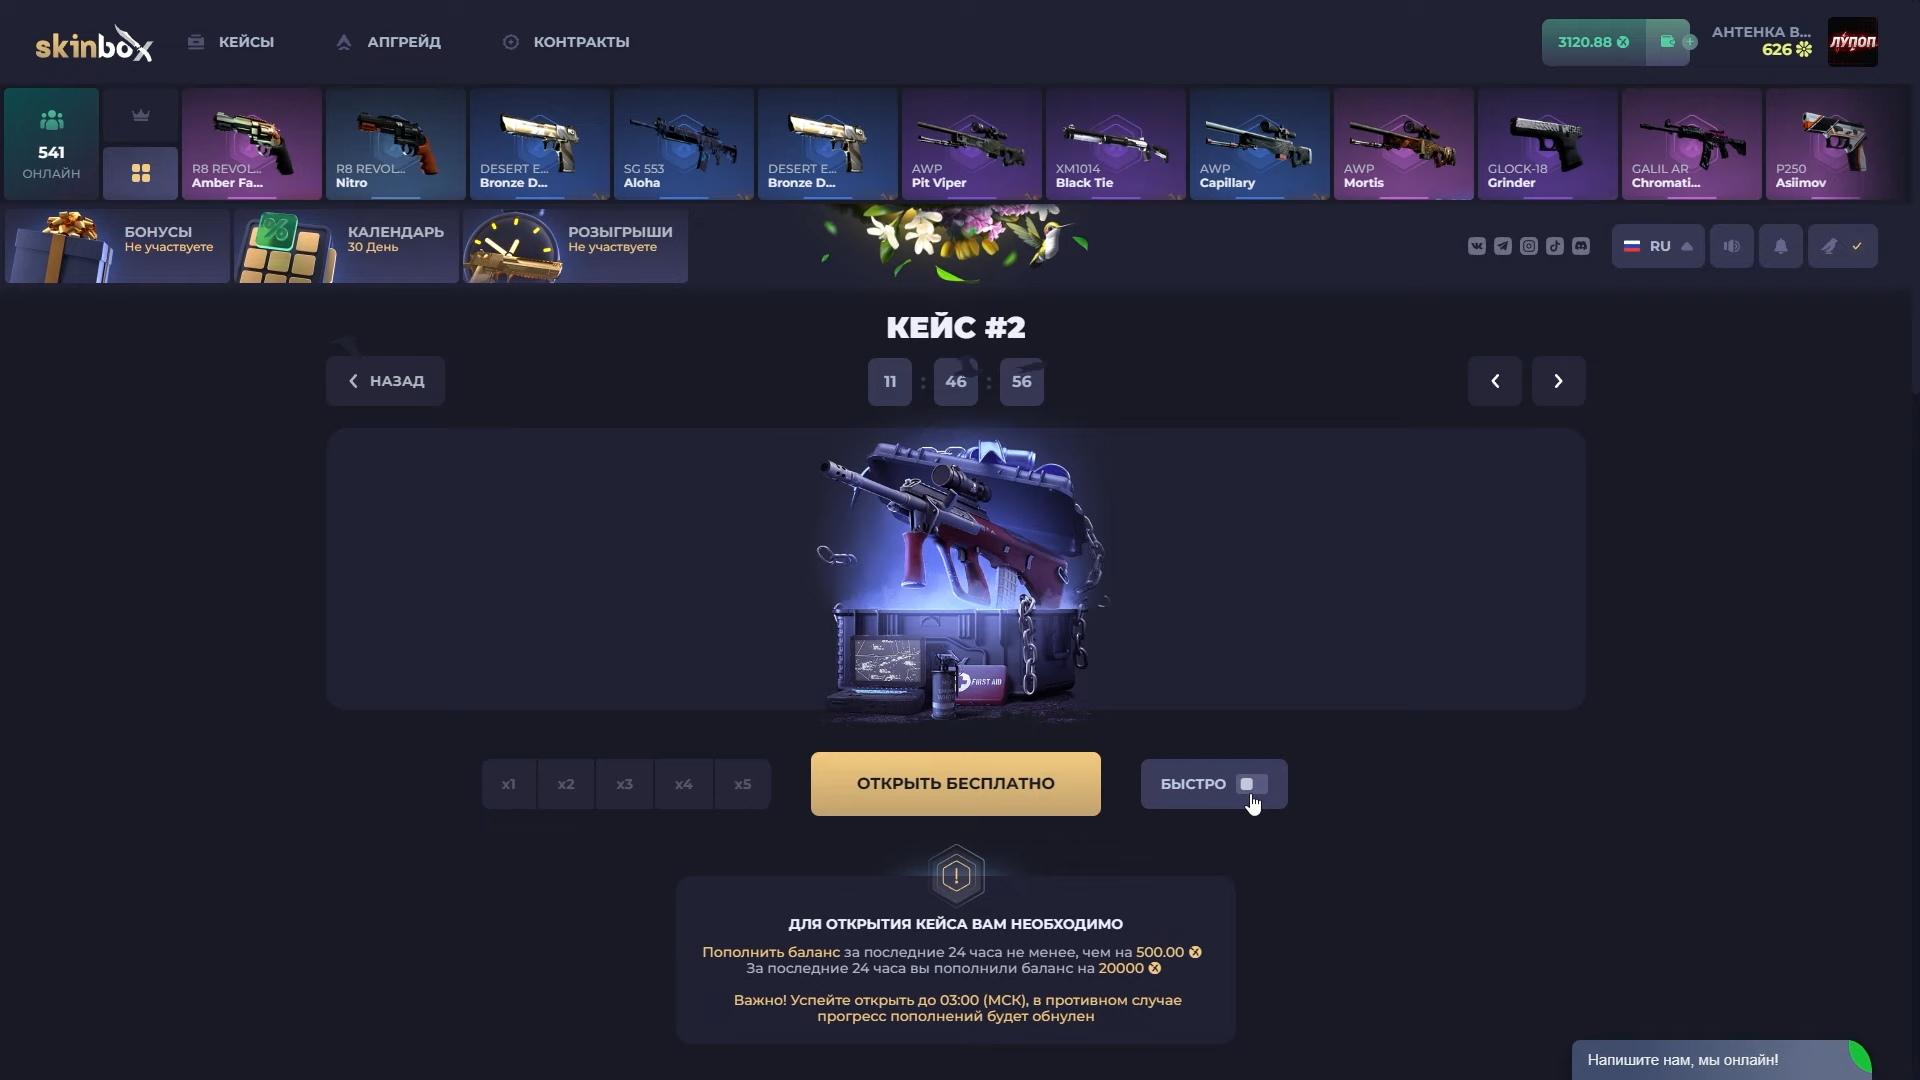 skinbox
КЕЙСЫ
АПГРЕЙД
КОНТРАКТЫ
3120.88
АНТЕНКА В...
626
ЛУПОП
541
ОНЛАЙН
R8 REVOL...
Amber Fa...
R8 REVOL...
Nitro
DESERT E...
Bronze D...
SG 553
Aloha
DESERT E...
Bronze D...
AWP
Pit Viper
XM1014
Black Tie
AWP
Capillary
AWP
Mortis
GLOCK-18
Grinder
GALIL AR
Chromati...
P250
Asiimov
БОНУСЫ
Не участвуете
КАЛЕНДАРЬ
30 День
РОЗЫГРЫШИ
Не участвуете
RU
КЕЙС #2
НАЗАД
11 : 46 : 56
FIRST AID
x1
x2
x3
x4
x5
ОТКРЫТЬ БЕСПЛАТНО
БЫСТРО
ДЛЯ ОТКРЫТИЯ КЕЙСА ВАМ НЕОБХОДИМО
Пополнить баланс за последние 24 часа не менее, чем на 500.00
За последние 24 часа вы пополнили баланс на 20000
Важно! Успейте открыть до 03:00 (МСК), в противном случае
прогресс пополнений будет обнулен
Напишите нам, мы онлайн!